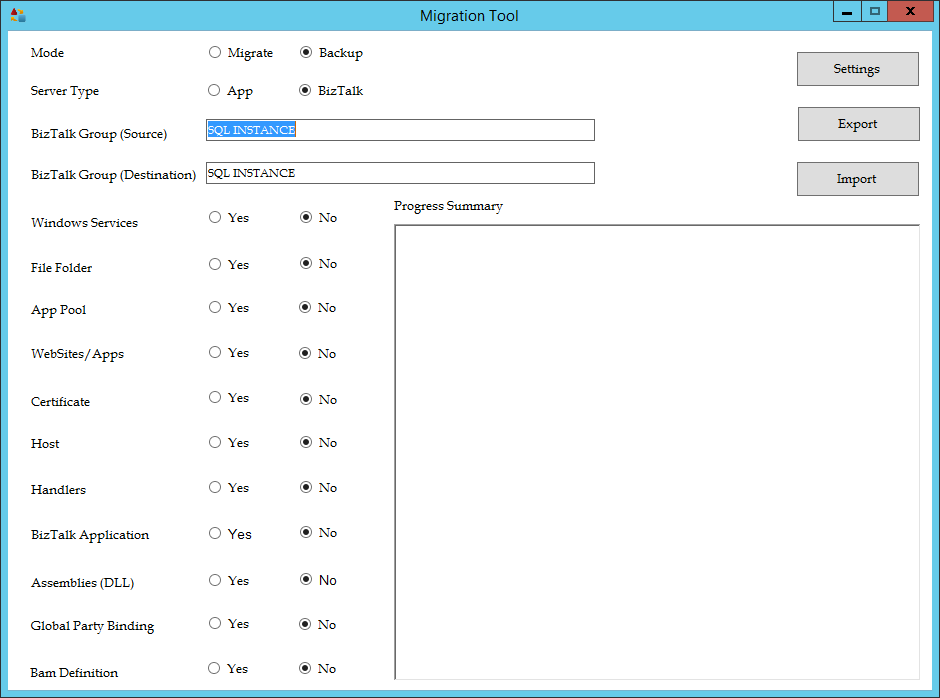 Migration Tool
Mode Migrate Backup
Settings
Server Type App BizTalk
BizTalk Group (Source) SQL INSTANCE
Export
BizTalk Group (Destination) SQL INSTANCE
Import
Progress Summary
Windows Services Yes No
File Folder Yes No
App Pool Yes No
WebSites/Apps Yes No
Certificate Yes No
Host Yes No
Handlers Yes No
BizTalk Application Yes No
Assemblies (DLL) Yes No
Global Party Binding Yes No
Bam Definition Yes No